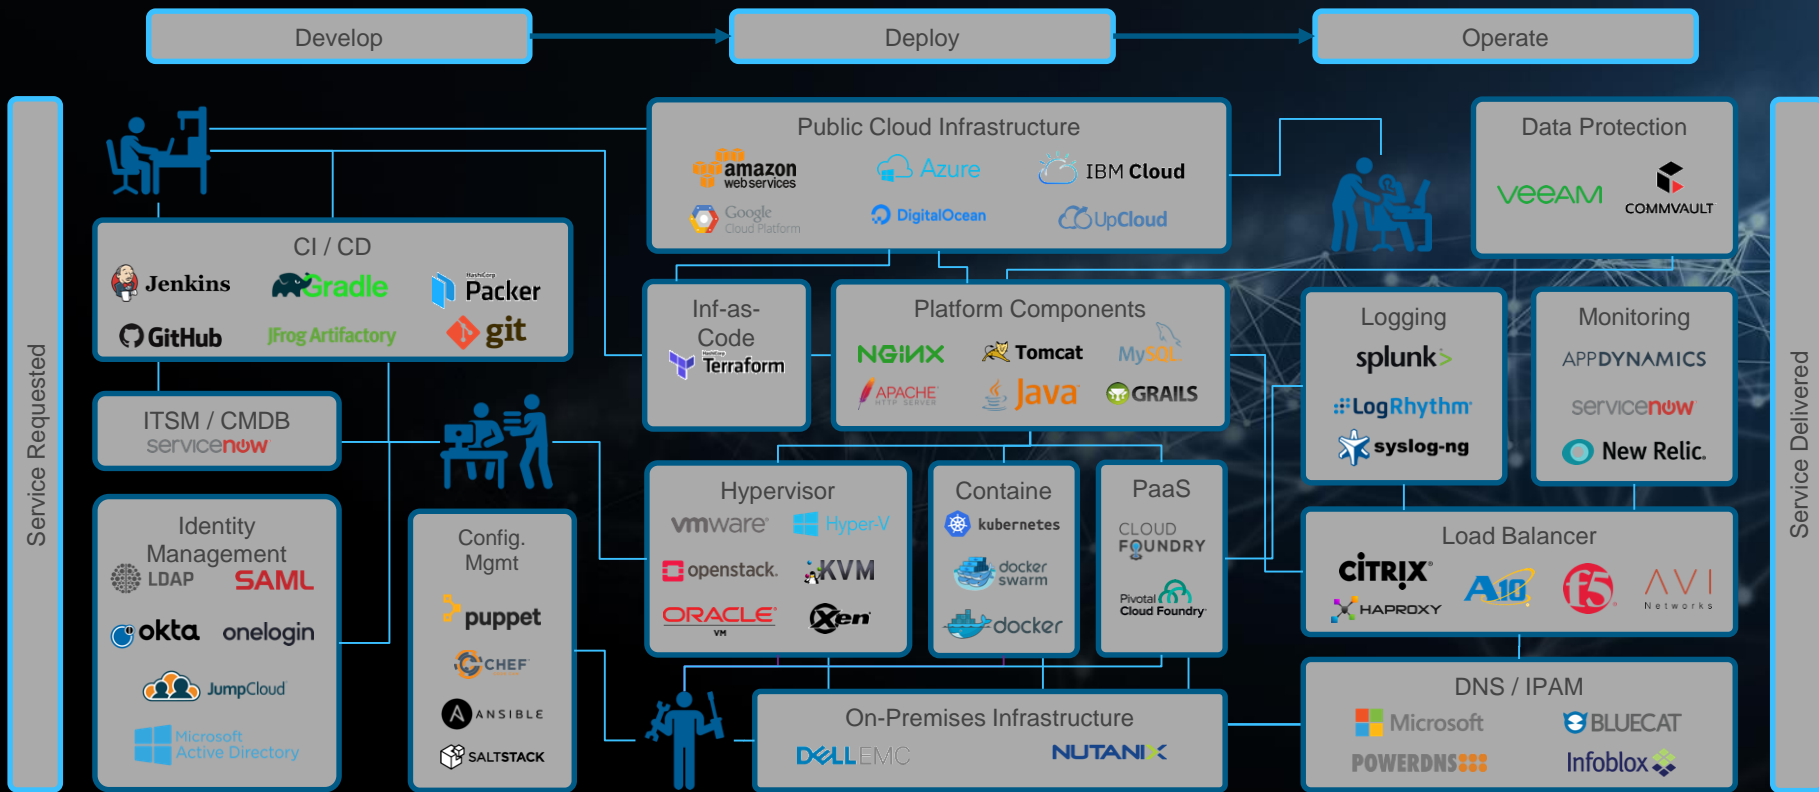 Develop
Deploy
Operate
Service Requested
Public Cloud Infrastructure
amazon
webservices
Azure
IBM Cloud
Google
Cloud Platform
DigitalOcean
UpCloud
Data Protection
veeam
COMMVAULT
CI / CD
Jenkins
Gradle
HashiCorp
Packer
GitHub
JFrog Artifactory
git
Inf-as-
Code
HashiCorp
Terraform
Platform Components
NGINX
Tomcat
MySQL
APACHE
HTTP SERVER
Java
GRAILS
Logging
splunk>
LogRhythm
syslog-ng
Monitoring
APPDYNAMICS
servicenow
New Relic.
ITSM / CMDB
servicenow
Identity
Management
LDAP
SAML
okta
onelogin
JumpCloud
Microsoft
Active Directory
Config.
Mgmt
puppet
CHEF
ANSIBLE
SALTSTACK
Hypervisor
vmware
Hyper-V
openstack.
KVM
ORACLE
VM
Xen
Containe
kubernetes
docker
swarm
docker
PaaS
CLOUD
FOUNDRY
Pivotal
Cloud Foundry
Load Balancer
CITRIX
HAPROXY
A10
f5
AVI
Networks
On-Premises Infrastructure
DELLEMC
NUTANIX
DNS / IPAM
Microsoft
BLUECAT
POWERDNS
Infoblox
Service Delivered